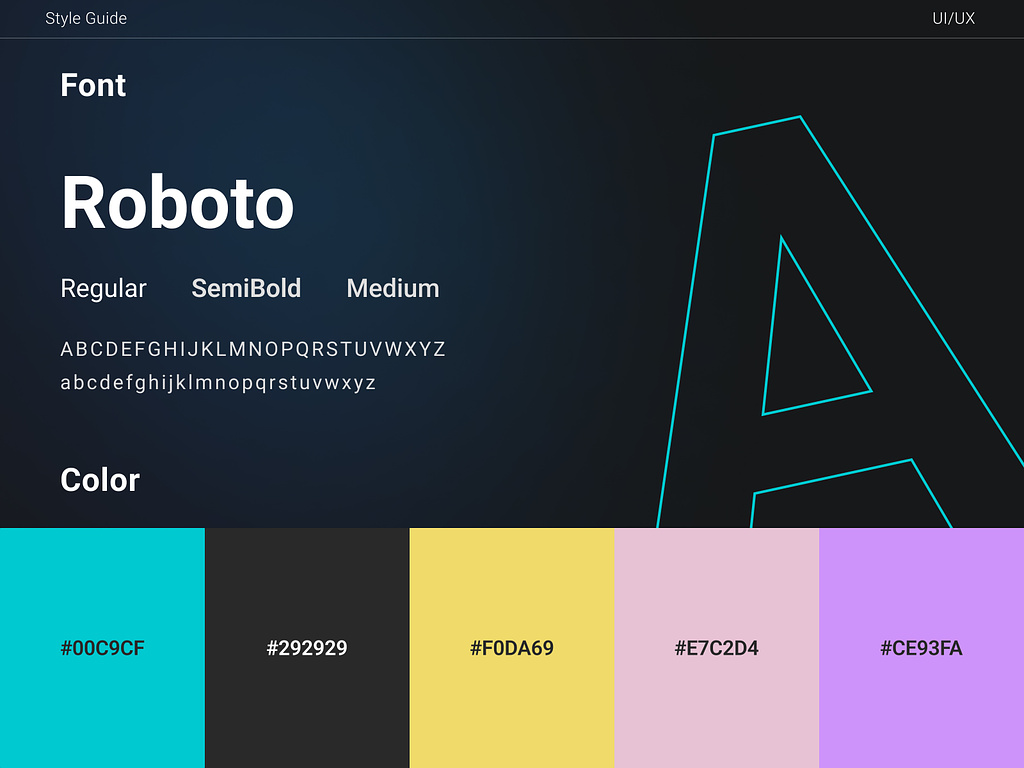 Style Guide
UI/UX
Font
Roboto
Regular SemiBold Medium
ABCDEFGHIJKLMNOPQRSTUVWXYZ
abcdefghijklmnopqrstuvwxyz
Color
A
#00C9CF #292929 #F0DA69 #E7C2D4 #CE93FA